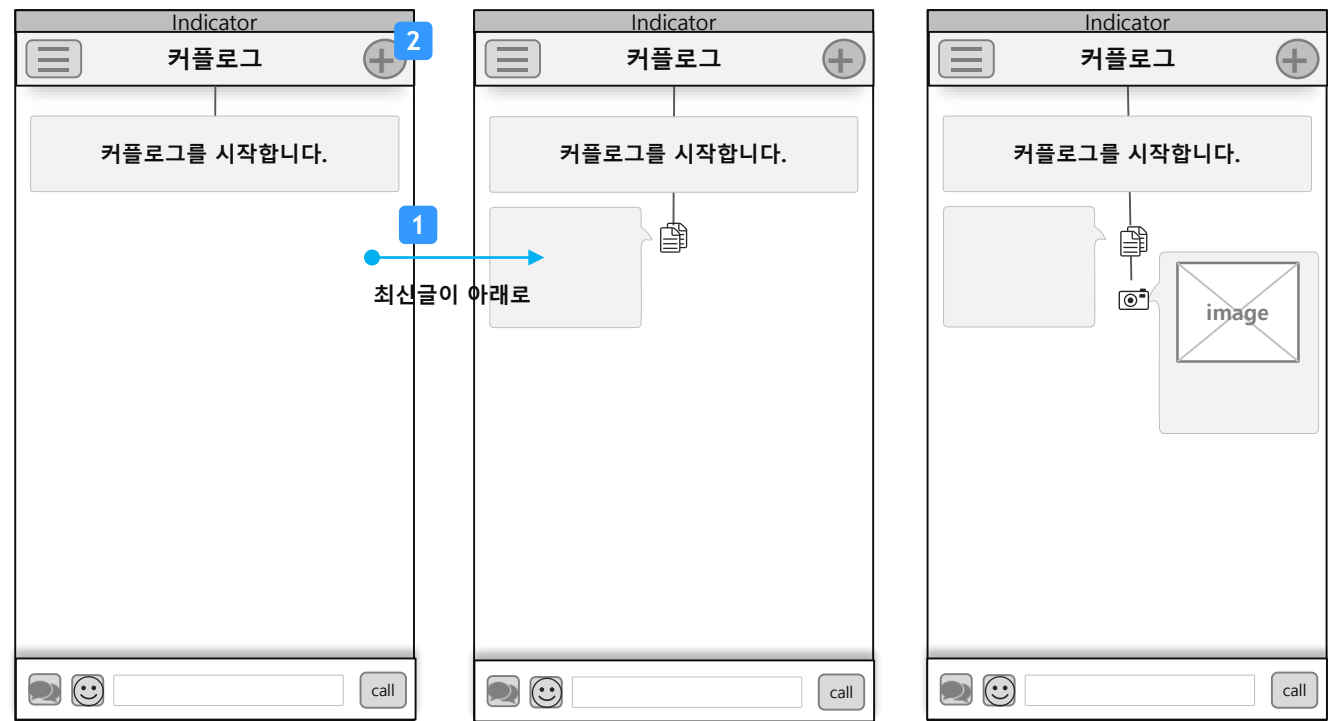 Indicator
커플로그
2
커플로그를 시작합니다.
1
최신글이 아래로
call
Indicator
커플로그
커플로그를 시작합니다.
call
Indicator
커플로그
커플로그를 시작합니다.
image
call